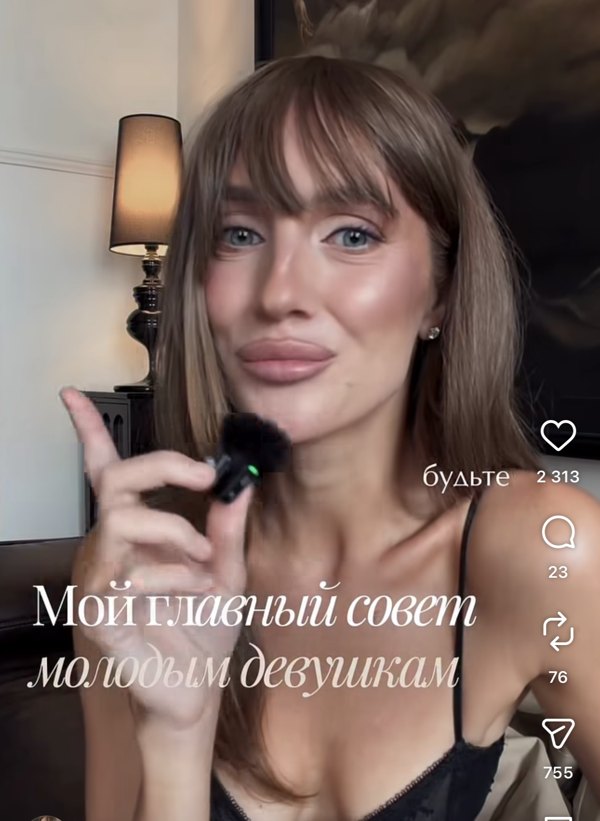 будьте
2 313
23
Мой главный совет
молодым девушкам
76
755